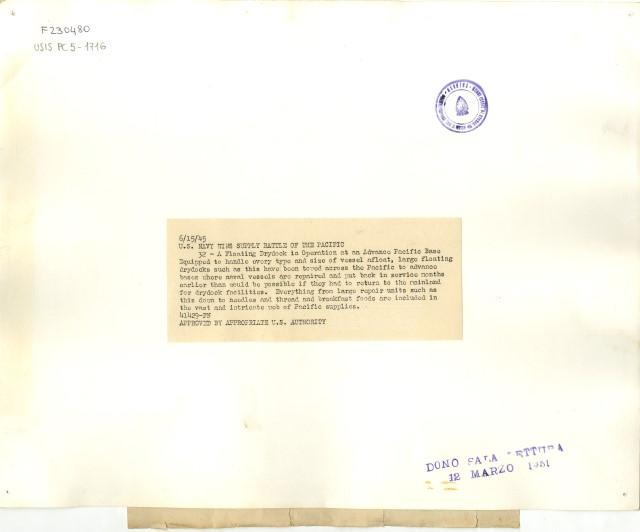 F230480
USIS PC5-1716
6/15/45
U.S. NAVY WINS SUPPLY BATTLE OF THE PACIFIC
32 - A Floating Drydock in Operation at an Advance Pacific Base
Equipped to handle every type and size of vessel afloat, large floating
drydocks such as this have been towed across the Pacific to advance
bases where naval vessels are repaired and put back in service months
earlier than would be possible if they had to return to the mainland
for drydock facilities. Everything from large repair units such as
this down to needles and thread and breakfast foods are included in
the vast and intricate web of Pacific supplies.
41429-PF
APPROVED BY APPROPRIATE U.S. AUTHORITY
DONO SALA LETTURA
12 MARZO 1951